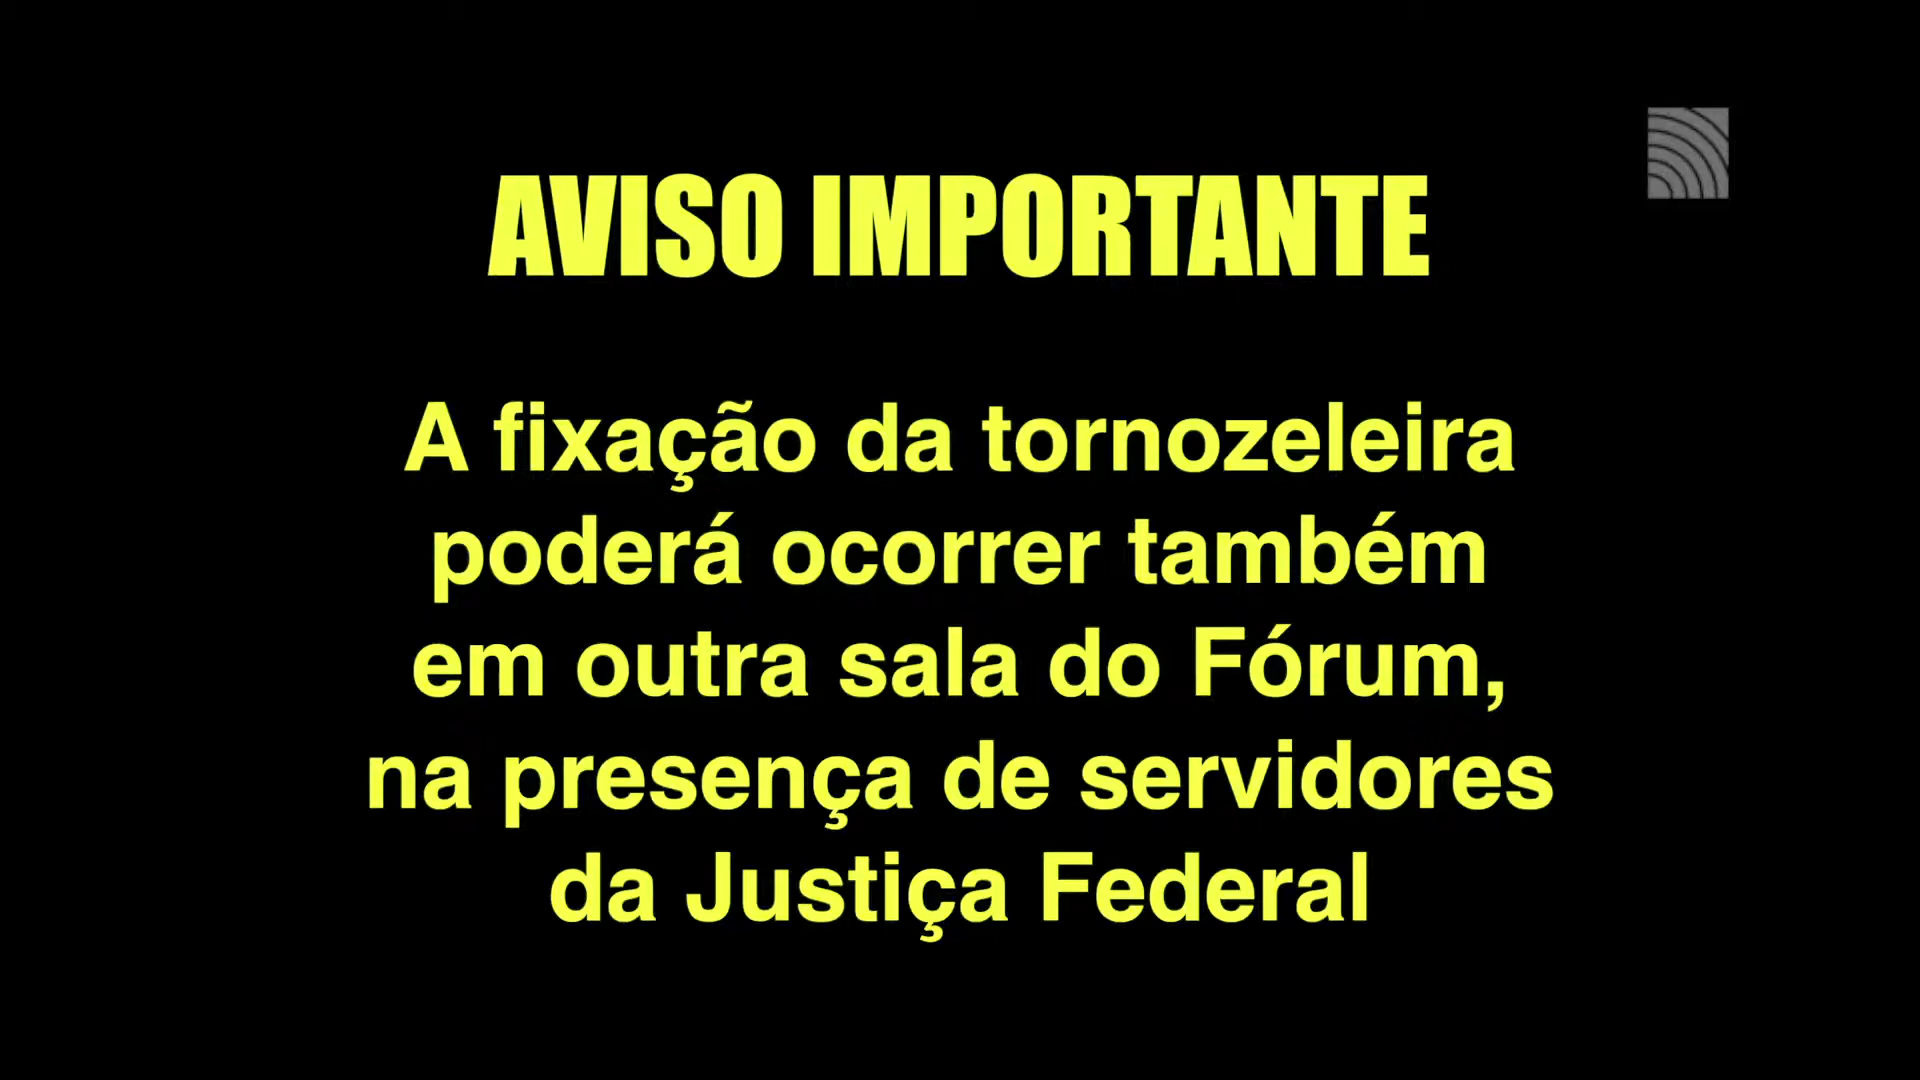 AVISO IMPORTANTE
A fixação da tornozeleira
poderá ocorrer também
em outra sala do Fórum,
na presença de servidores
da Justiça Federal